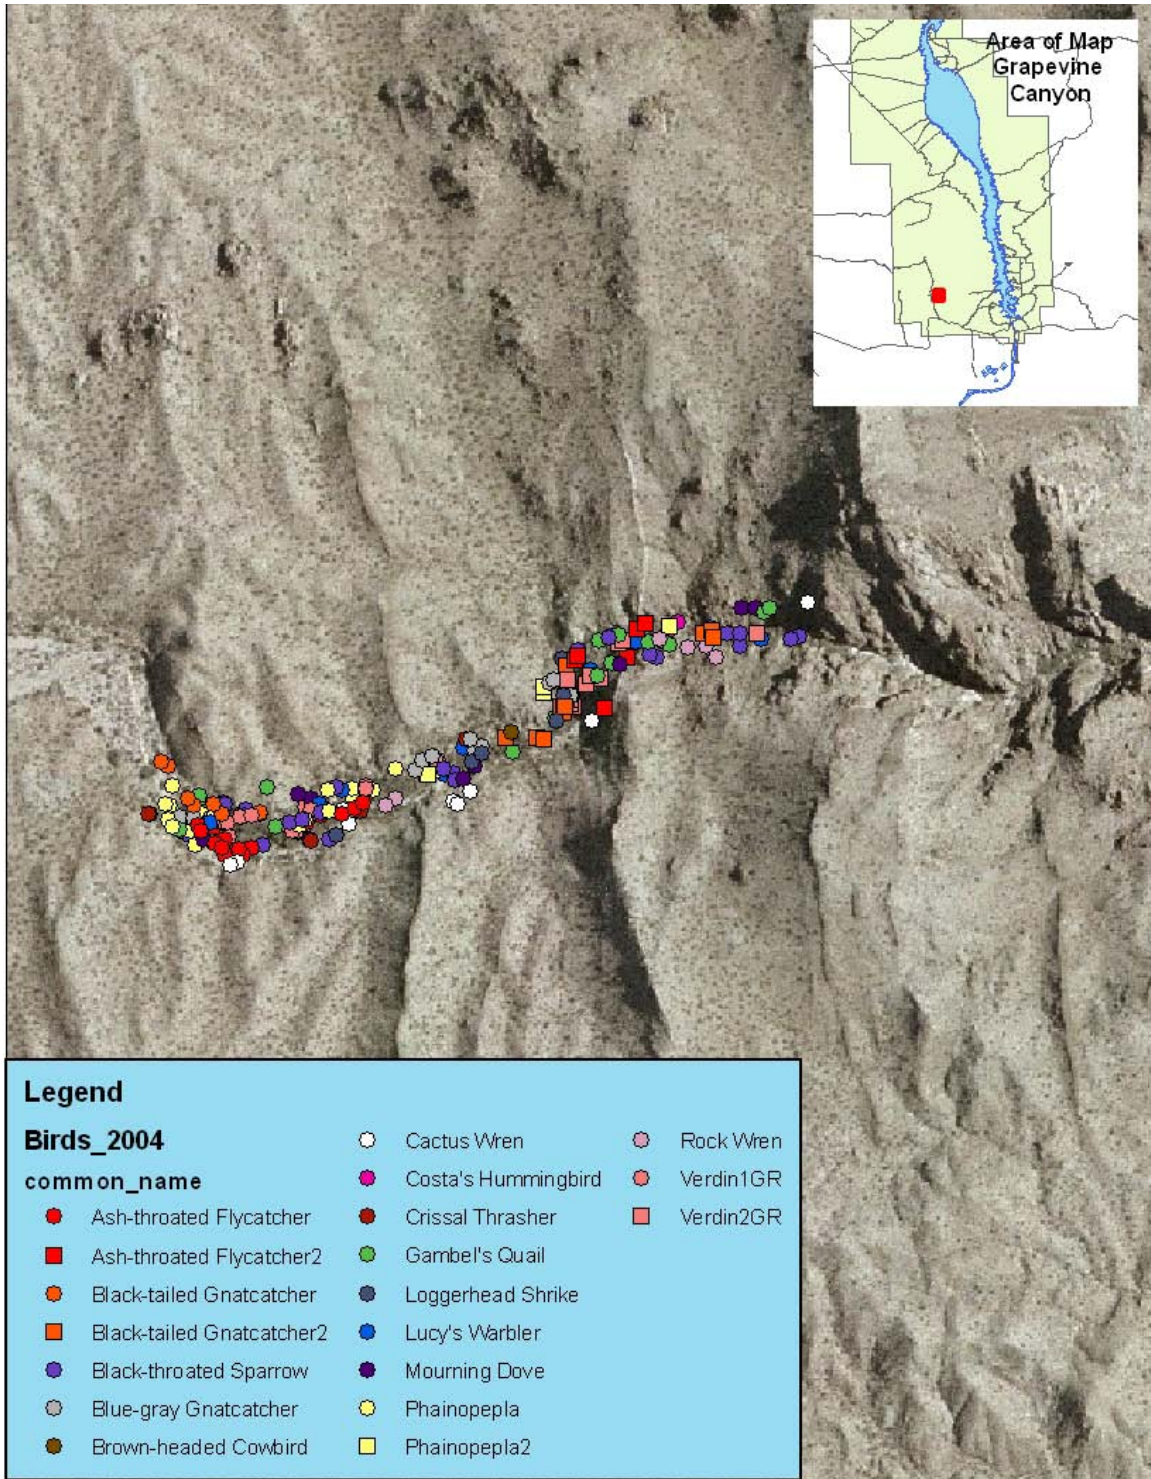 Area of Map
Grapevine
Canyon
Legend
Birds_2004
common_name
Ash-throated Flycatcher
Ash-throated Flycatcher2
Black-tailed Gnatcatcher
Black-tailed Gnatcatcher2
Black-throated Sparrow
Blue-gray Gnatcatcher
Brown-headed Cowbird
Cactus Wren
Costa's Hummingbird
Crissal Thrasher
Gambel's Quail
Loggerhead Shrike
Lucy's Warbler
Mourning Dove
Phainopepla
Phainopepla2
Rock Wren
Verdin1GR
Verdin2GR